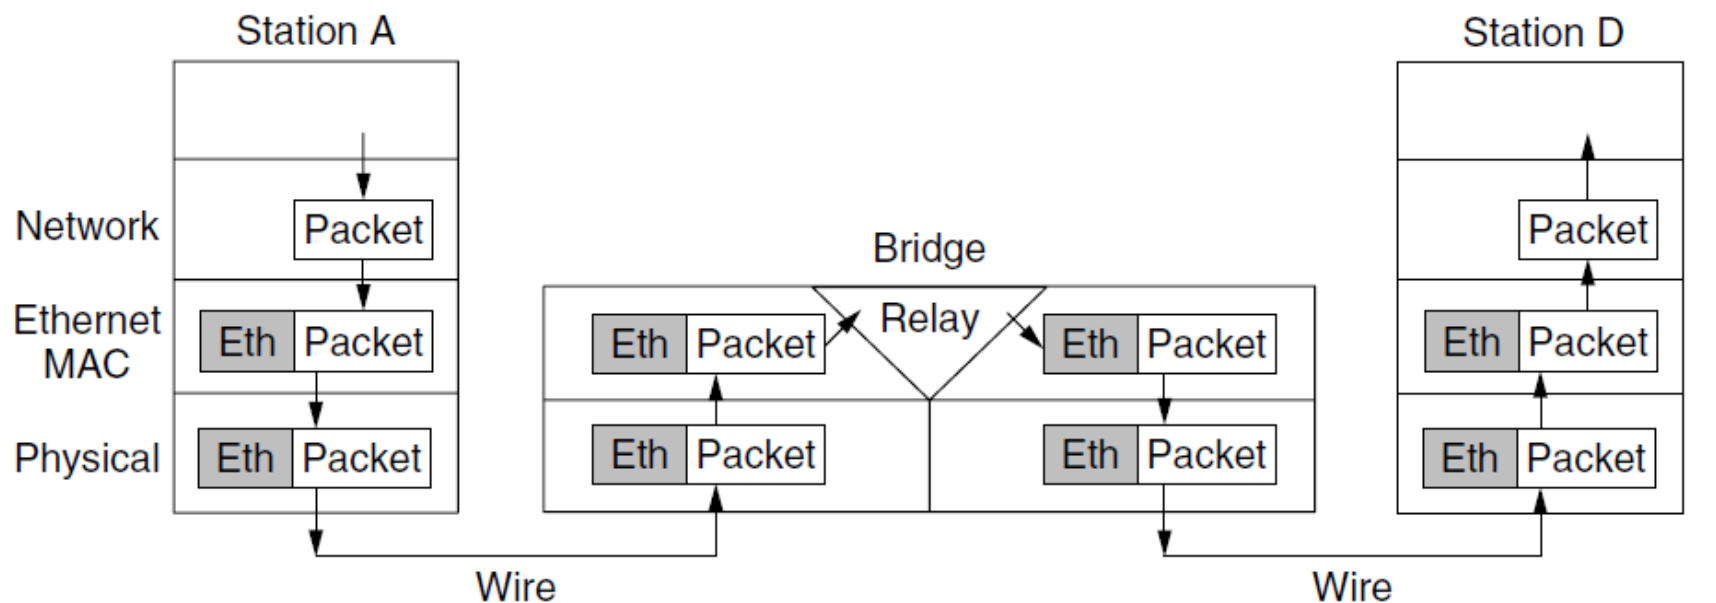 Station A
Station D
Network
Packet
Packet
Bridge
Ethernet
MAC
Eth Packet
Eth Packet
Relay
Eth Packet
Eth Packet
Physical
Eth Packet
Eth Packet
Eth Packet
Eth Packet
Wire
Wire